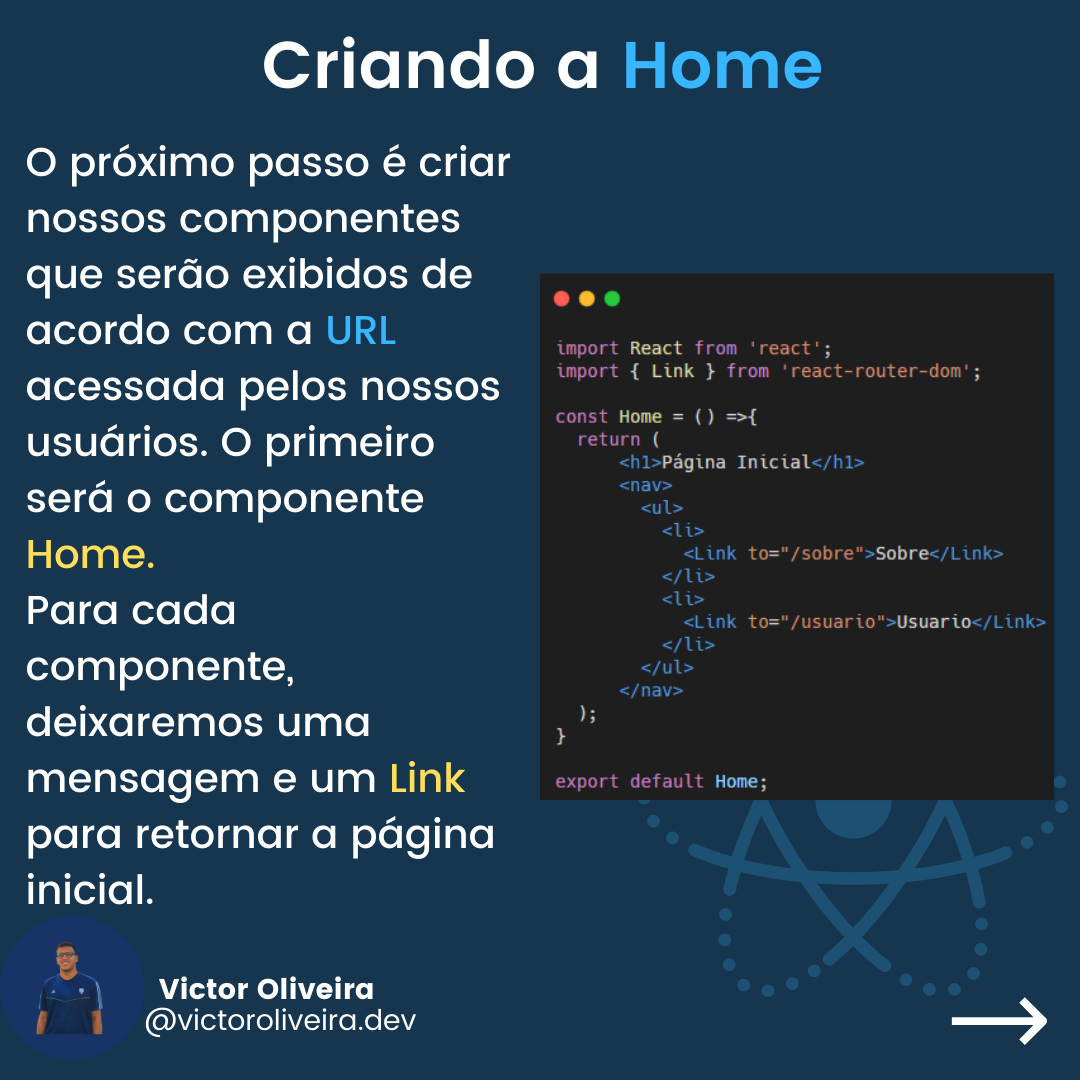 Criando a Home
O próximo passo é criar
nossos componentes
que serão exibidos de
acordo com a URL
acessada pelos nossos
usuários. O primeiro
será o componente
Home.
Para cada
componente,
deixaremos uma
mensagem e um Link
para retornar a página
inicial.
import React from 'react';
import { Link } from 'react-router-dom';
const Home = () =>{
return (
<h1>Página Inicial</h1>
<nav>
<ul>
<li>
<Link to="/sobre">Sobre</Link>
</li>
<li>
<Link to="/usuario">Usuario</Link>
</li>
</ul>
</nav>
);
}
export default Home;
Victor Oliveira
@victoroliveira.dev